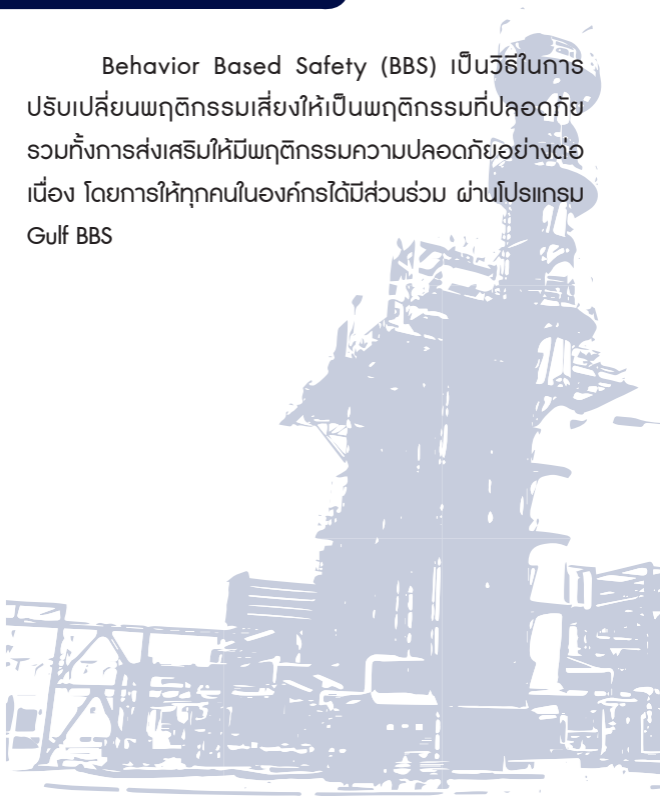 Behavior Based Safety (BBS) เป็นวิธีในการ
ปรับเปลี่ยนพฤติกรรมเสี่ยงให้เป็นพฤติกรรมที่ปลอดภัย
รวมทั้งการส่งเสริมให้มีพฤติกรรมความปลอดภัยอย่างต่อ
เนื่อง โดยการให้ทุกคนในองค์กรได้มีส่วนร่วม ผ่านโปรแกรม
Gulf BBS